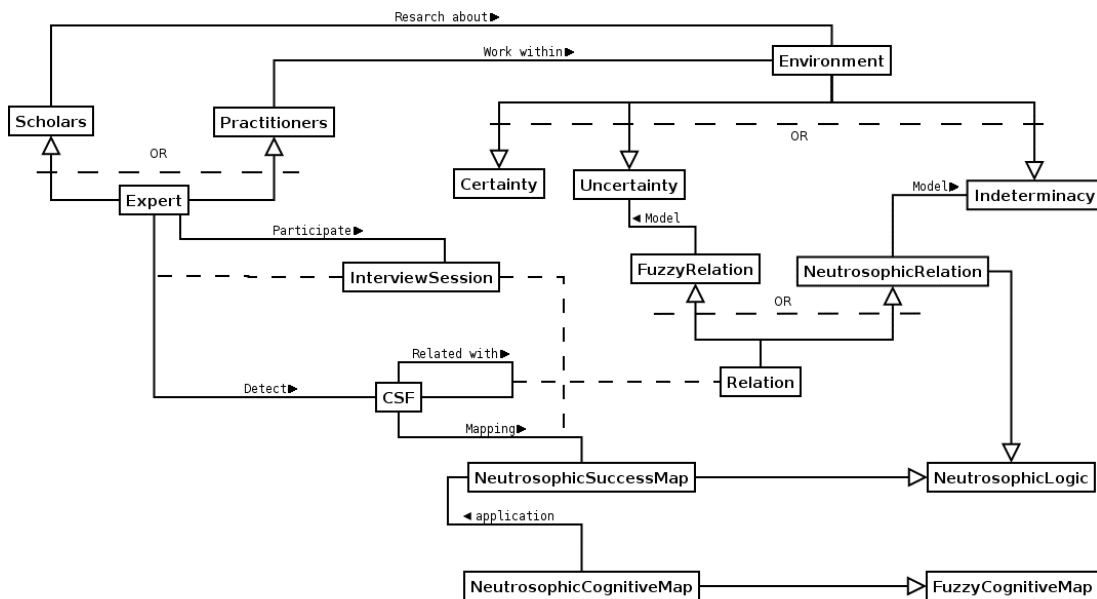 Resarch about▶
Work within▶
Environment
Scholars
Practitioners
OR
OR
Certainty
Uncertainty
Indeterminacy
Expert
Model▶
◀ Model
Participate▶
InterviewSession
FuzzyRelation
NeutrosophicRelation
OR
Related with▶
Detect▶
CSF
Relation
Mapping▶
NeutrosophicSuccessMap
NeutrosophicLogic
◀ application
NeutrosophicCognitiveMap
FuzzyCognitiveMap